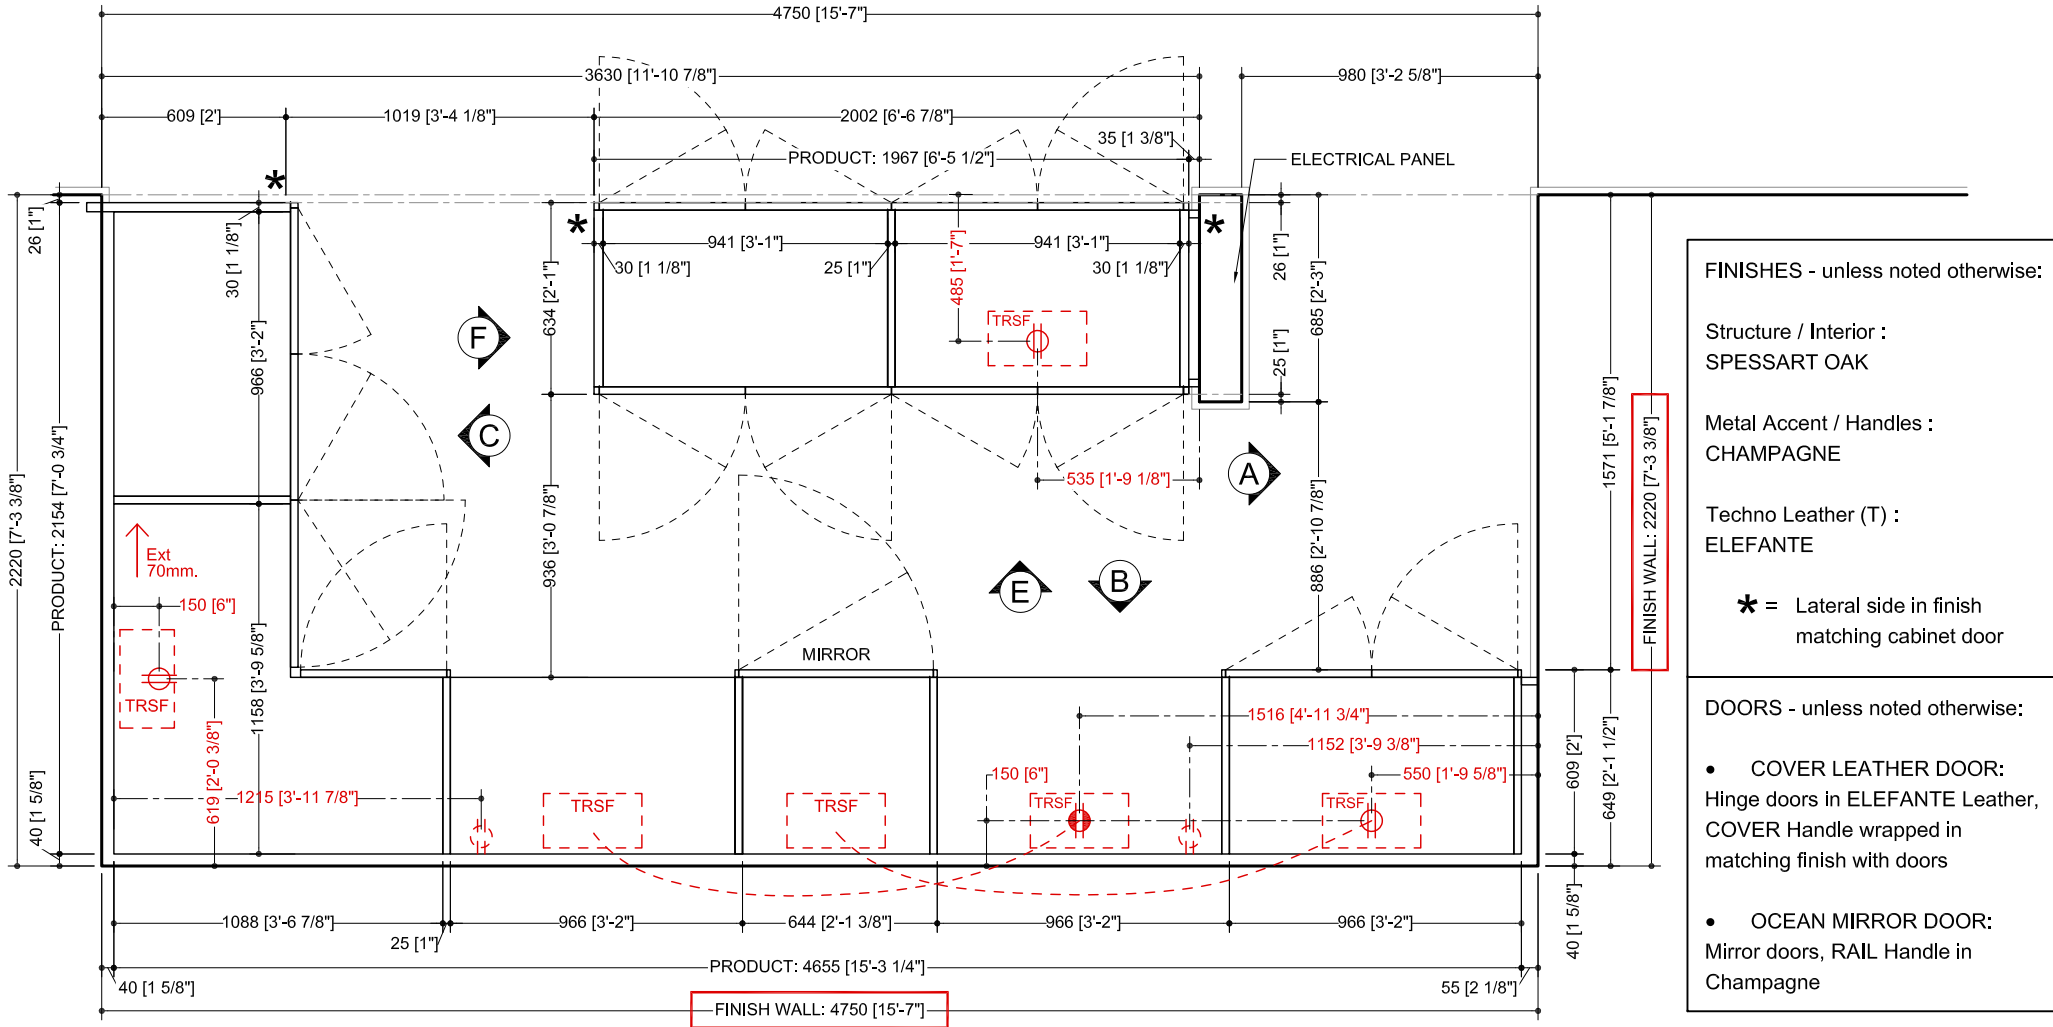 4750 [15'-7"]
3630 [11'-10 7/8"]
980 [3'-2 5/8"]
609 [2']
1019 [3'-4 1/8"]
2002 [6'-6 7/8"]
35 [1 3/8"]
PRODUCT: 1967 [6'-5 1/2"]
ELECTRICAL PANEL
*
*
*
26 [1"]
30 [1 1/8"]
941 [3'-1"]
941 [3'-1"]
30 [1 1/8"]
25 [1"]
30 [1 1/8"]
485 [1'-7"]
26 [1"]
634 [2'-1"]
685 [2'-3"]
TRSF
F
966 [3'-2"]
25 [1"]
C
A
535 [1'-9 1/8"]
2220 [7'-3 3/8"]
PRODUCT: 2154 [7'-0 3/4"]
936 [3'-0 7/8"]
886 [2'-10 7/8"]
1571 [5'-1 7/8"]
FINISH WALL: 2220 [7'-3 3/8"]
Ext
70mm.
150 [6"]
E
B
MIRROR
TRSF
1158 [3'-9 5/8"]
619 [2'-0 3/8"]
1516 [4'-11 3/4"]
1152 [3'-9 3/8"]
150 [6"]
550 [1'-9 5/8"]
609 [2']
649 [2'-1 1/2"]
40 [1 5/8"]
1215 [3'-11 7/8"]
TRSF
TRSF
TRSF
TRSF
1088 [3'-6 7/8"]
25 [1"]
966 [3'-2"]
644 [2'-1 3/8"]
966 [3'-2"]
966 [3'-2"]
40 [1 5/8"]
PRODUCT: 4655 [15'-3 1/4"]
40 [1 5/8"]
55 [2 1/8"]
FINISH WALL: 4750 [15'-7"]
FINISHES - unless noted otherwise:
Structure / Interior :
SPESSART OAK
Metal Accent / Handles :
CHAMPAGNE
Techno Leather (T) :
ELEFANTE
* = Lateral side in finish
matching cabinet door
DOORS - unless noted otherwise:
• COVER LEATHER DOOR:
Hinge doors in ELEFANTE Leather,
COVER Handle wrapped in
matching finish with doors
• OCEAN MIRROR DOOR:
Mirror doors, RAIL Handle in
Champagne